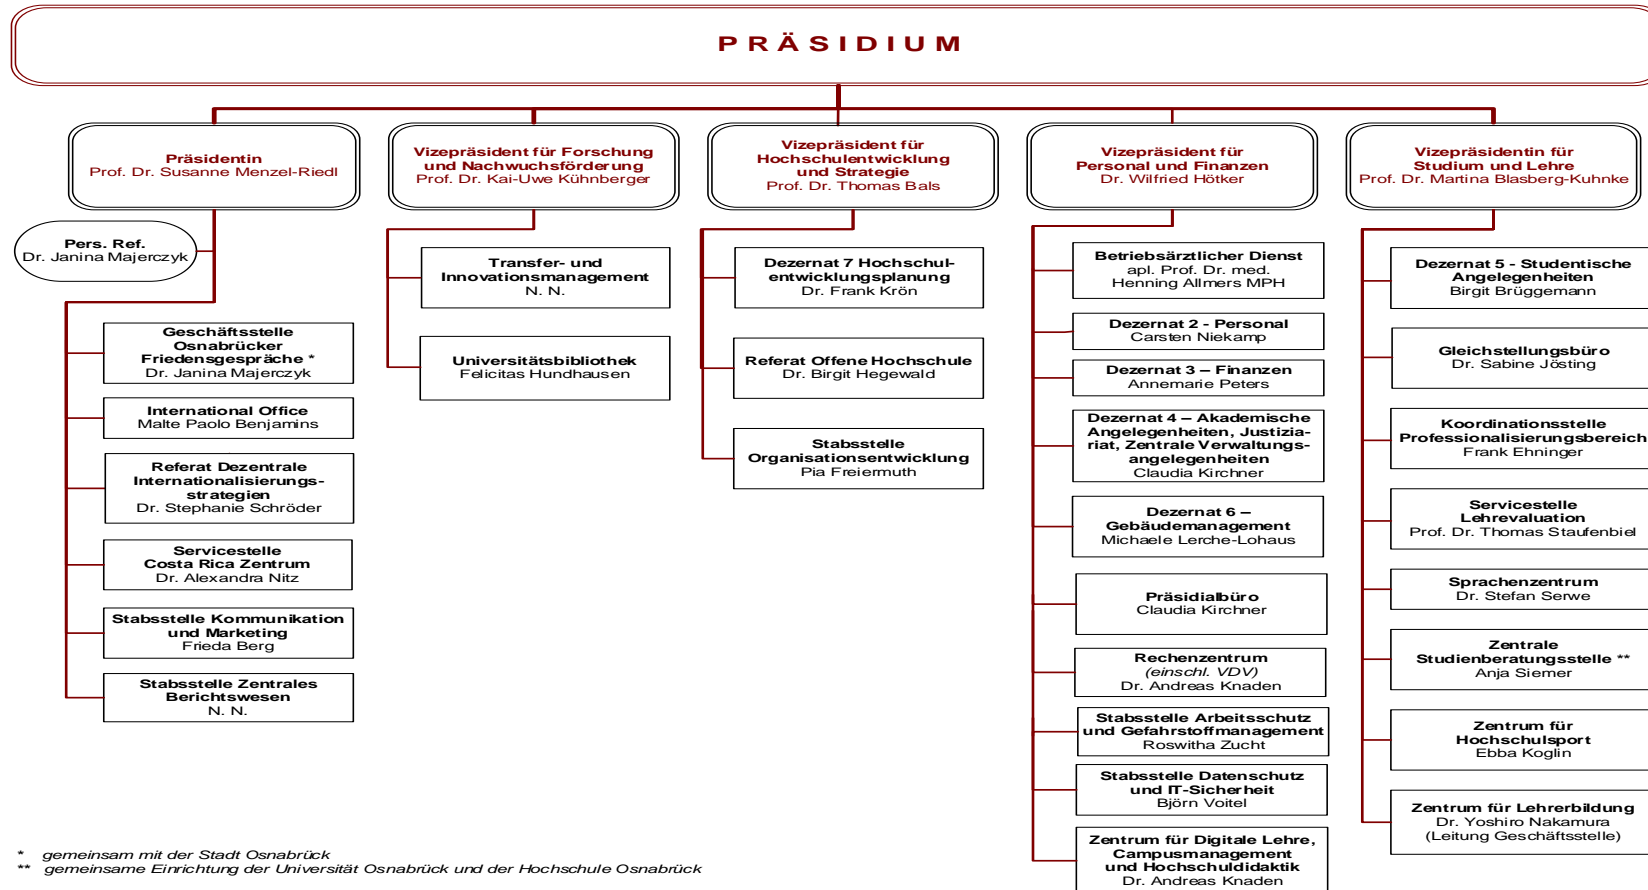 PRÄSIDIUM
Präsidentin
Prof. Dr. Susanne Menzel-Riedl
Pers. Ref.
Dr. Janina Majerczyk
Geschäftsstelle
Osnabrücker
Friedensgespräche *
Dr. Janina Majerczyk
International Office
Malte Paolo Benjamins
Referat Dezentrale
Internationalisierungs-
strategien
Dr. Stephanie Schröder
Servicestelle
Costa Rica Zentrum
Dr. Alexandra Nitz
Stabsstelle Kommunikation
und Marketing
Frieda Berg
Stabsstelle Zentrales
Berichtswesen
N. N.
Vizepräsident für Forschung
und Nachwuchsförderung
Prof. Dr. Kai-Uwe Kühnberger
Transfer- und
Innovationsmanagement
N. N.
Universitätsbibliothek
Felicitas Hundhausen
Vizepräsident für
Hochschulentwicklung
und Strategie
Prof. Dr. Thomas Bals
Dezernat 7 Hochschul-
entwicklungsplanung
Dr. Frank Krön
Referat Offene Hochschule
Dr. Birgit Hegewald
Stabsstelle
Organisationsentwicklung
Pia Freiermuth
Vizepräsident für
Personal und Finanzen
Dr. Wilfried Hötker
Betriebsärztlicher Dienst
apl. Prof. Dr. med.
Henning Allmers MPH
Dezernat 2 - Personal
Carsten Niekamp
Dezernat 3 – Finanzen
Annemarie Peters
Dezernat 4 – Akademische
Angelegenheiten, Justizia-
riat, Zentrale Verwaltungs-
angelegenheiten
Claudia Kirchner
Dezernat 6 –
Gebäudemanagement
Michaele Lerche-Lohaus
Präsidialbüro
Claudia Kirchner
Rechenzentrum
(einschl. VDV)
Dr. Andreas Knaden
Stabsstelle Arbeitsschutz
und Gefahrstoffmanagement
Roswitha Zucht
Stabsstelle Datenschutz
und IT-Sicherheit
Björn Voitel
Zentrum für Digitale Lehre,
Campusmanagement
und Hochschuldidaktik
Dr. Andreas Knaden
Vizepräsidentin für
Studium und Lehre
Prof. Dr. Martina Blasberg-Kuhnke
Dezernat 5 - Studentische
Angelegenheiten
Birgit Brüggemann
Gleichstellungsbüro
Dr. Sabine Jösting
Koordinationsstelle
Professionalisierungsbereich
Frank Ehninger
Servicestelle
Lehrevaluation
Prof. Dr. Thomas Staufenbiel
Sprachenzentrum
Dr. Stefan Serwe
Zentrale
Studienberatungsstelle **
Anja Siemer
Zentrum für
Hochschulsport
Ebba Koglin
Zentrum für Lehrerbildung
Dr. Yoshiro Nakamura
(Leitung Geschäftsstelle)
* gemeinsam mit der Stadt Osnabrück
** gemeinsame Einrichtung der Universität Osnabrück und der Hochschule Osnabrück